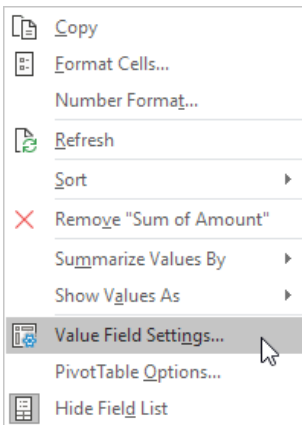 Copy
Format Cells...
Number Format...
Refresh
Sort
Remove "Sum of Amount"
Summarize Values By
Show Values As
Value Field Settings...
PivotTable Options...
Hide Field List